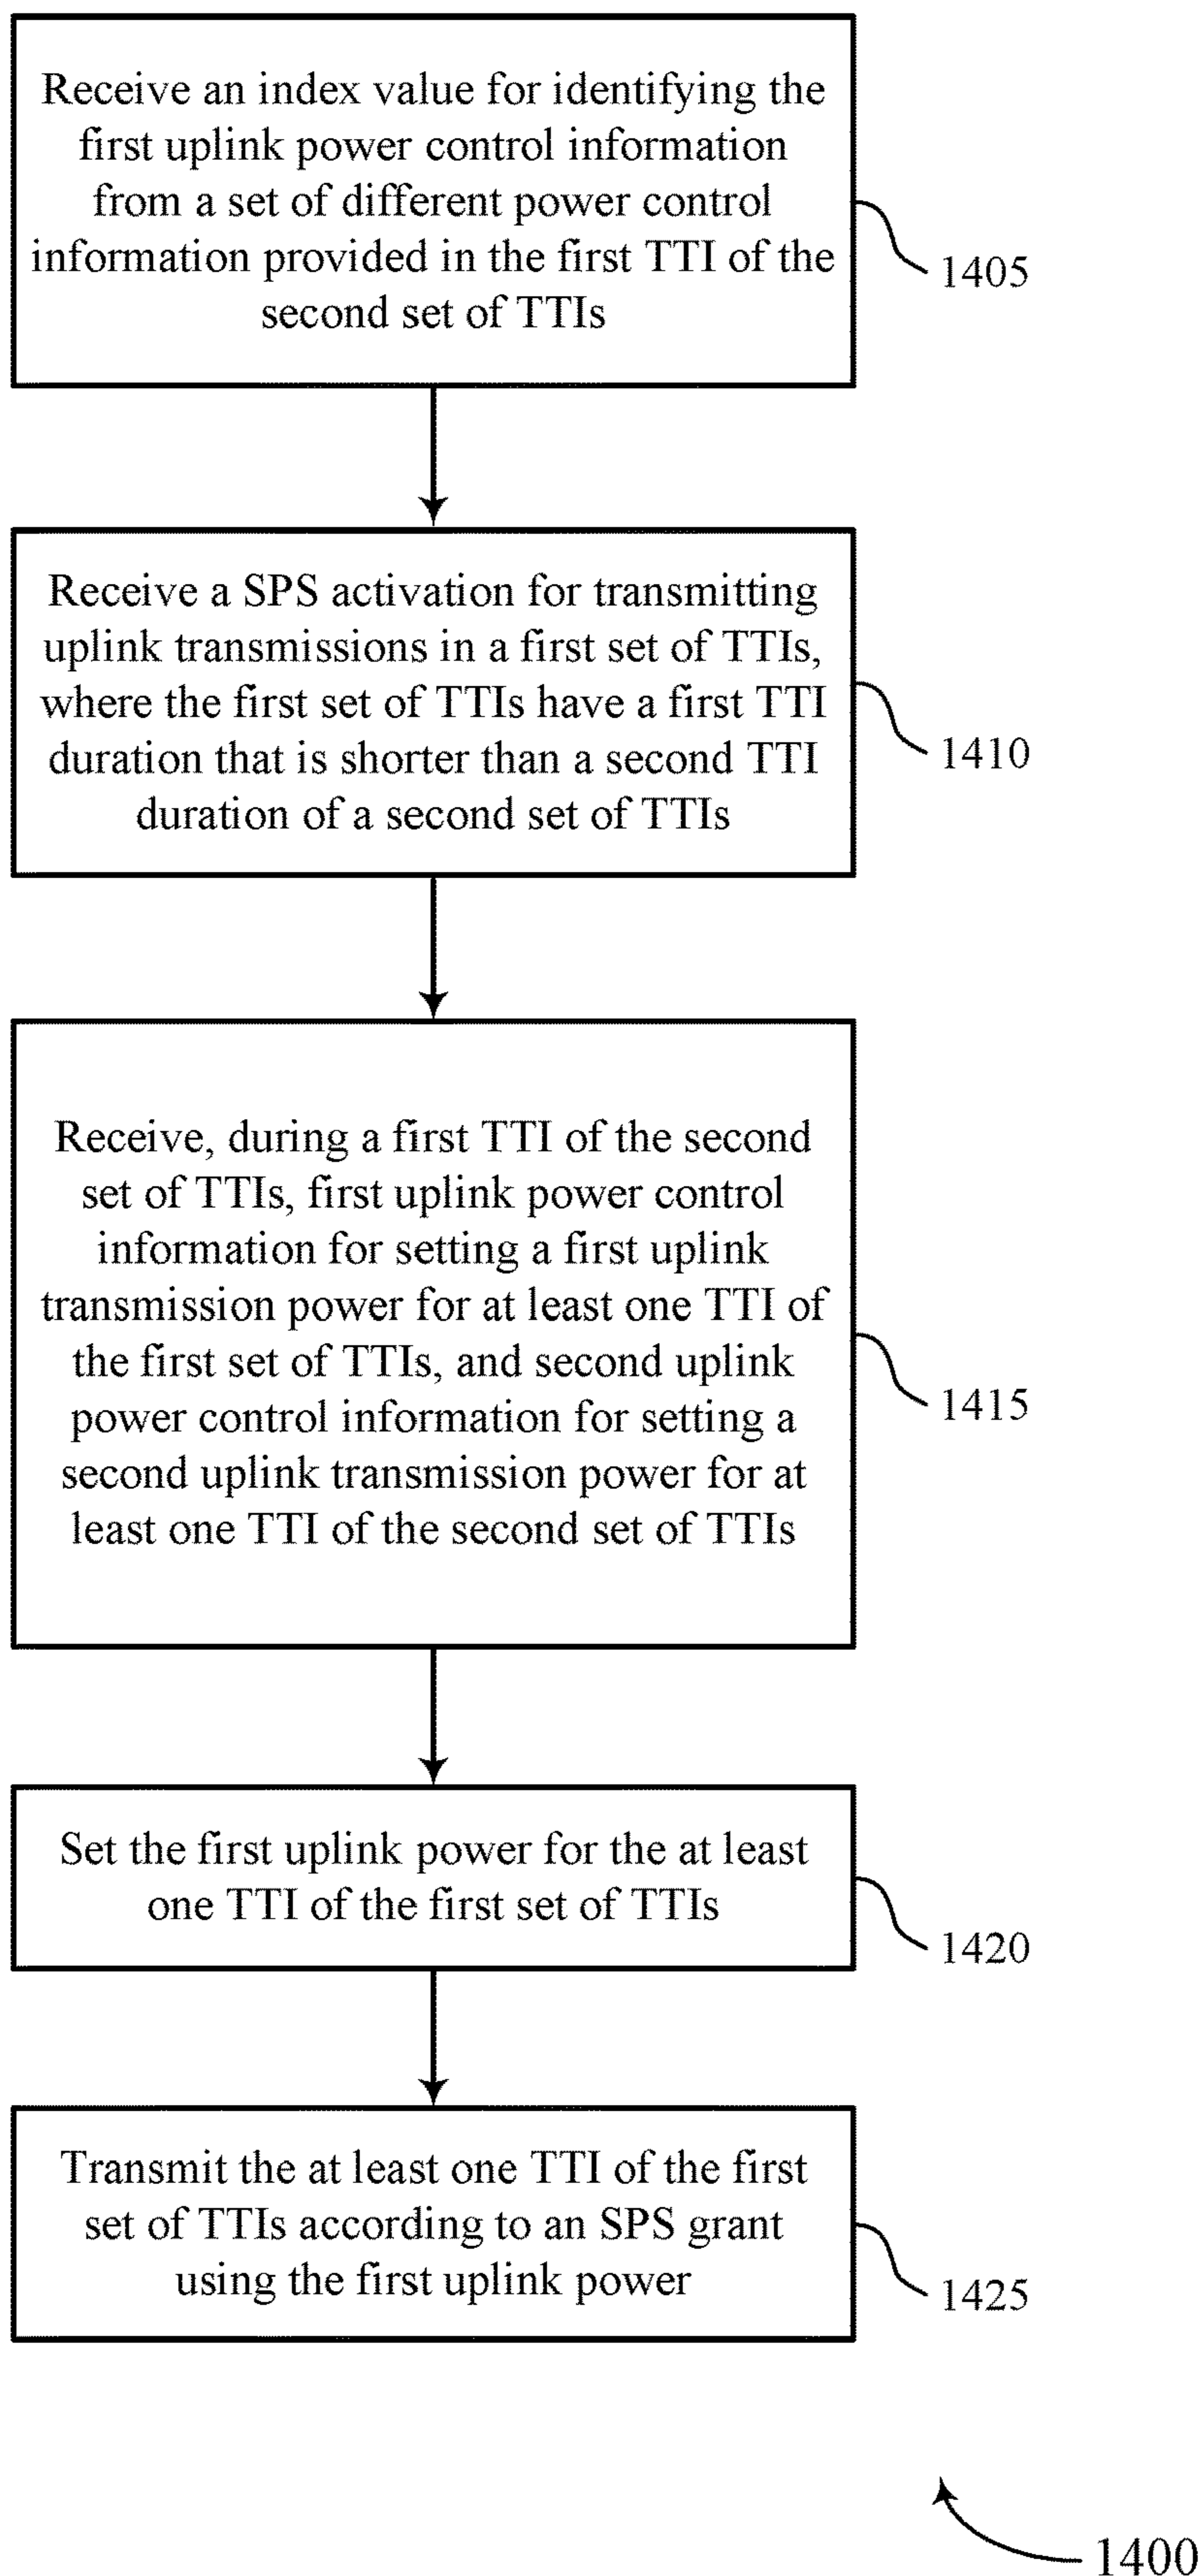 Receive an index value for identifying the
first uplink power control information
from a set of different power control
information provided in the first TTI of the
second set of TTIs
1405
Receive a SPS activation for transmitting
uplink transmissions in a first set of TTIs,
where the first set of TTIs have a first TTI
duration that is shorter than a second TTI
duration of a second set of TTIs
1410
Receive, during a first TTI of the second
set of TTIs, first uplink power control
information for setting a first uplink
transmission power for at least one TTI of
the first set of TTIs, and second uplink
power control information for setting a
second uplink transmission power for at
least one TTI of the second set of TTIs
1415
Set the first uplink power for the at least
one TTI of the first set of TTIs
1420
Transmit the at least one TTI of the first
set of TTIs according to an SPS grant
using the first uplink power
1425
1400